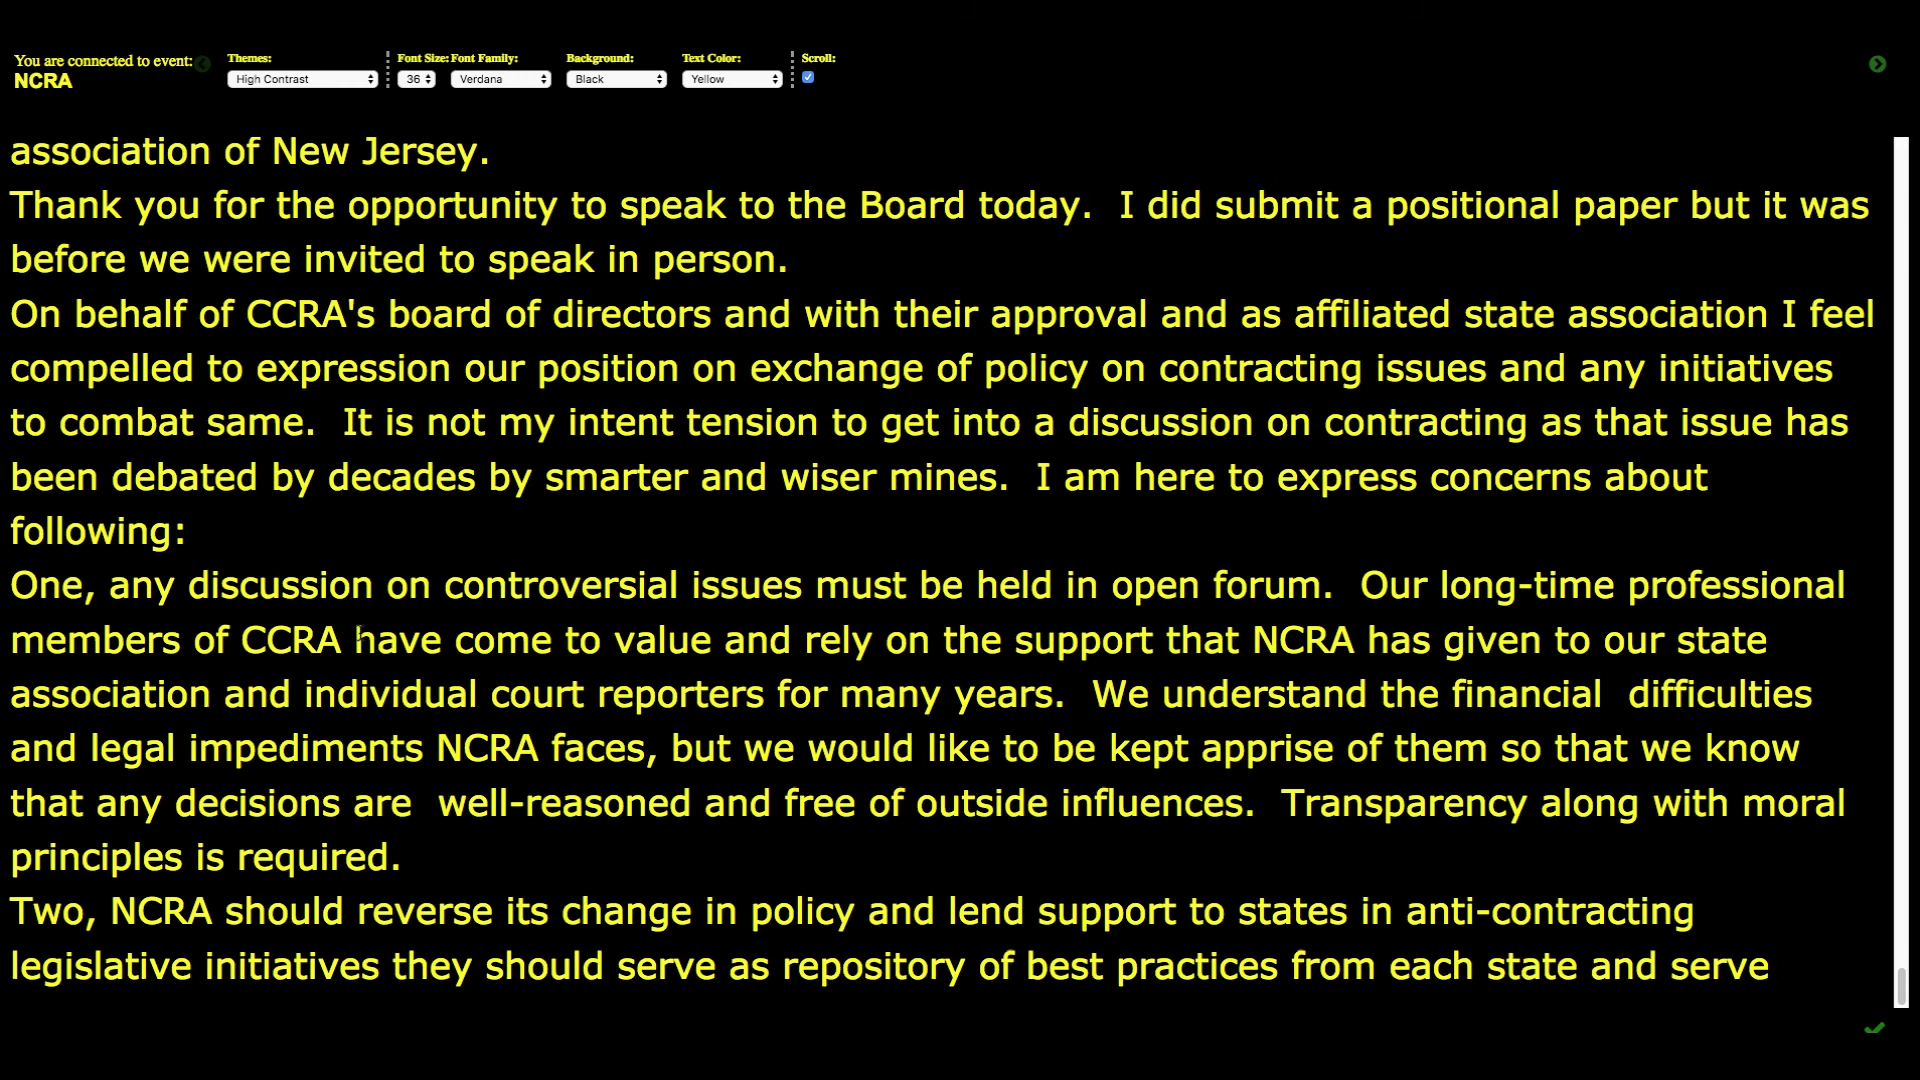 You are connected to event:
NCRA
Themes:
High Contrast
Font Size:
36
Font Family:
Verdana
Background:
Black
Text Color:
Yellow
Scroll:
association of New Jersey.
Thank you for the opportunity to speak to the Board today.  I did submit a positional paper but it was
before we were invited to speak in person.
On behalf of CCRA's board of directors and with their approval and as affiliated state association I feel
compelled to expression our position on exchange of policy on contracting issues and any initiatives
to combat same.  It is not my intent tension to get into a discussion on contracting as that issue has
been debated by decades by smarter and wiser mines.  I am here to express concerns about
following:
One, any discussion on controversial issues must be held in open forum.  Our long-time professional
members of CCRA have come to value and rely on the support that NCRA has given to our state
association and individual court reporters for many years.  We understand the financial  difficulties
and legal impediments NCRA faces, but we would like to be kept apprise of them so that we know
that any decisions are  well-reasoned and free of outside influences.  Transparency along with moral
principles is required.
Two, NCRA should reverse its change in policy and lend support to states in anti-contracting
legislative initiatives they should serve as repository of best practices from each state and serve